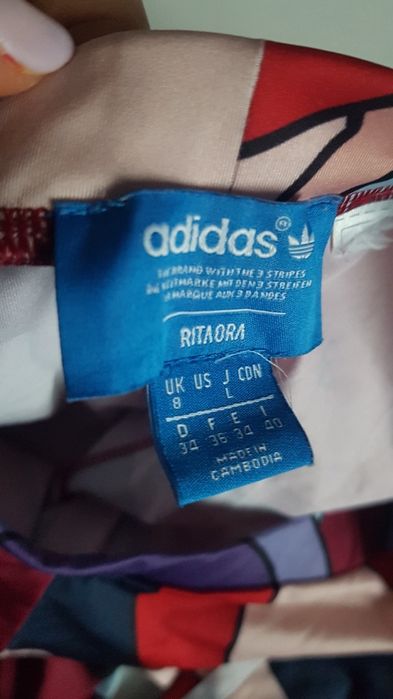 adidas®
THE BRAND WITH THE 3 STRIPES
DIE WELTMARKE MIT DEN 3 STREIFEN
LA MARQUE AUX 3 BANDES
RITA ORA
UK US J CDN
8 L
D F E I
34 36 34 40
MADE IN
CAMBODIA